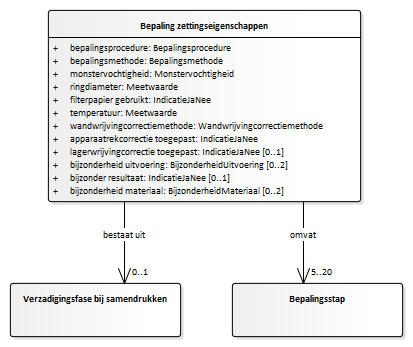 Bepaling zettingseigenschappen
+ bepalingsprocedure: Bepalingsprocedure
+ bepalingsmethode: Bepalingsmethode
+ monstervochtigheid: Monstervochtigheid
+ ringdiameter: Meetwaarde
+ filterpapier gebruikt: IndicatieJaNee
+ temperatuur: Meetwaarde
+ wandwrijvingcorrectiemethode: Wandwrijvingcorrectiemethode
+ apparaatrekcorrectie toegepast: IndicatieJaNee
+ lagerwrijvingcorrectie toegepast: IndicatieJaNee [0..1]
+ bijzonderheid uitvoering: BijzonderheidUitvoering [0..2]
+ bijzonder resultaat: IndicatieJaNee [0..1]
+ bijzonderheid materiaal: BijzonderheidMateriaal [0..2]
bestaat uit
omvat
0..1
5..20
Verzadigingsfase bij samendrukken
Bepalingsstap